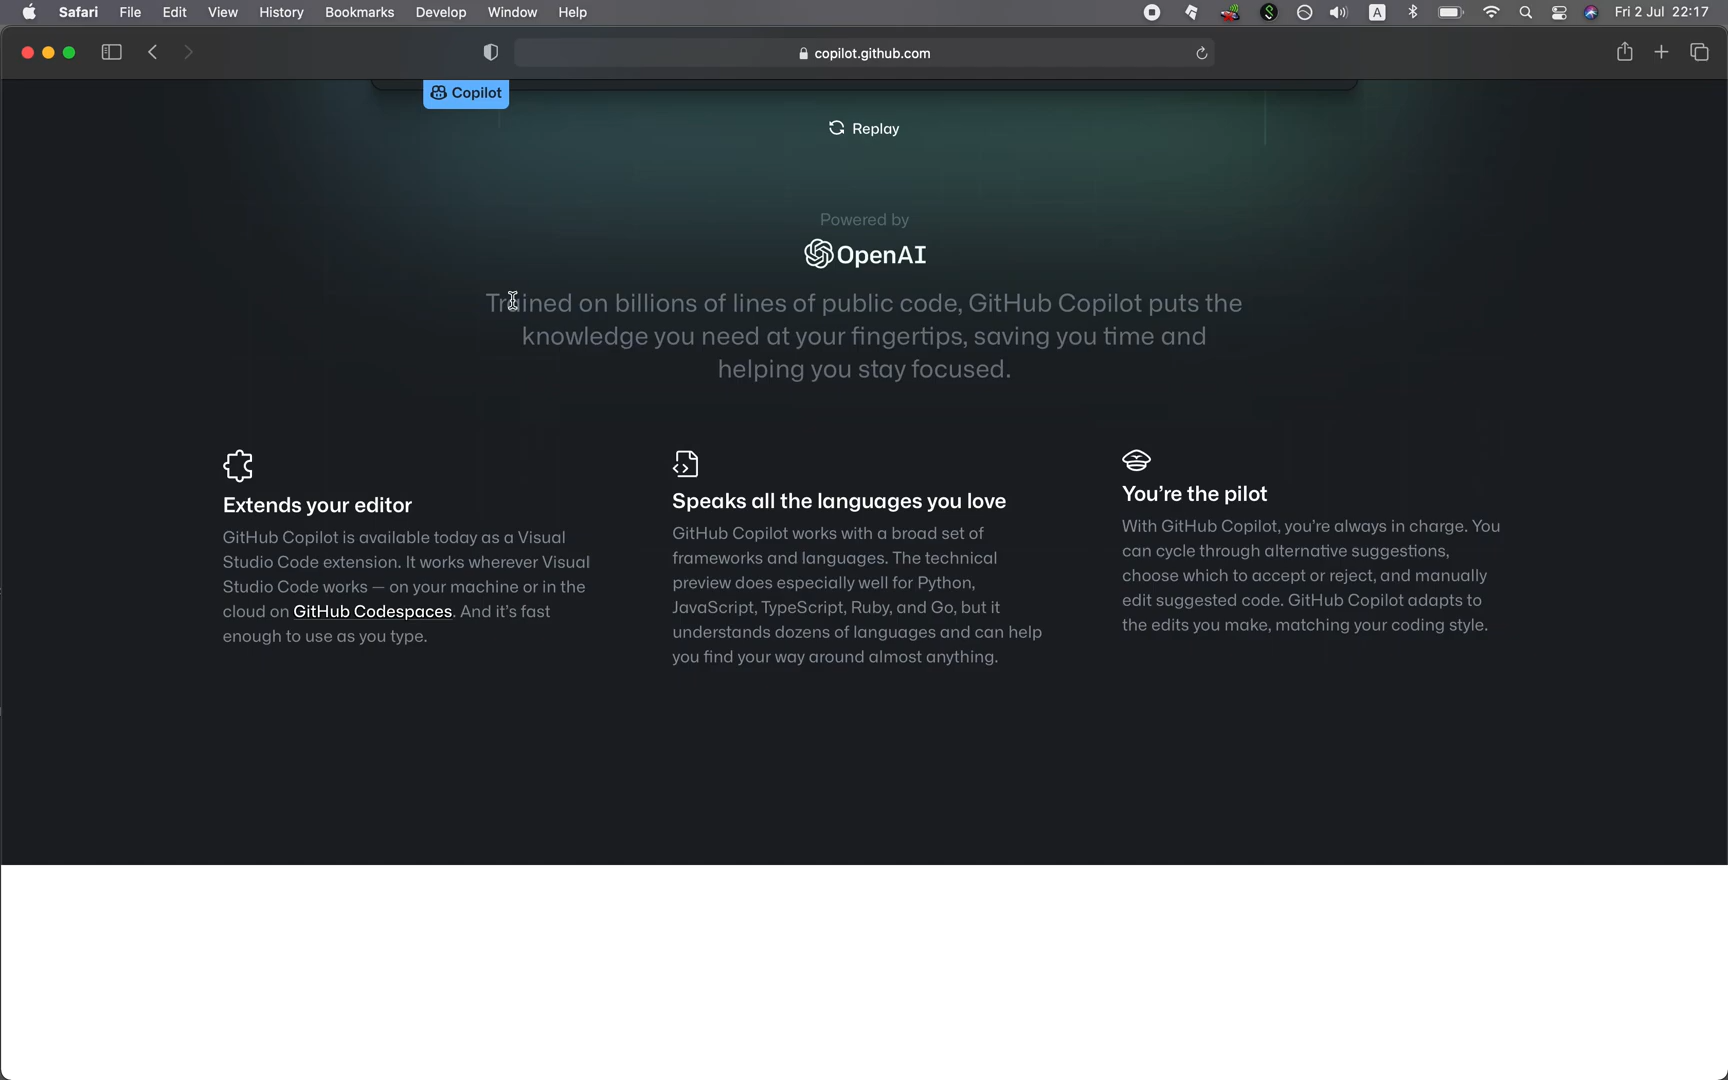 Safari File Edit View History Bookmarks Develop Window Help A Fri 2 Jul 22:17
copilot.github.com
Copilot
Replay
Powered by
OpenAI
Trained on billions of lines of public code, GitHub Copilot puts the
knowledge you need at your fingertips, saving you time and
helping you stay focused.
Extends your editor
GitHub Copilot is available today as a Visual
Studio Code extension. It works wherever Visual
Studio Code works — on your machine or in the
cloud on GitHub Codespaces. And it's fast
enough to use as you type.
Speaks all the languages you love
GitHub Copilot works with a broad set of
frameworks and languages. The technical
preview does especially well for Python,
JavaScript, TypeScript, Ruby, and Go, but it
understands dozens of languages and can help
you find your way around almost anything.
You're the pilot
With GitHub Copilot, you're always in charge. You
can cycle through alternative suggestions,
choose which to accept or reject, and manually
edit suggested code. GitHub Copilot adapts to
the edits you make, matching your coding style.